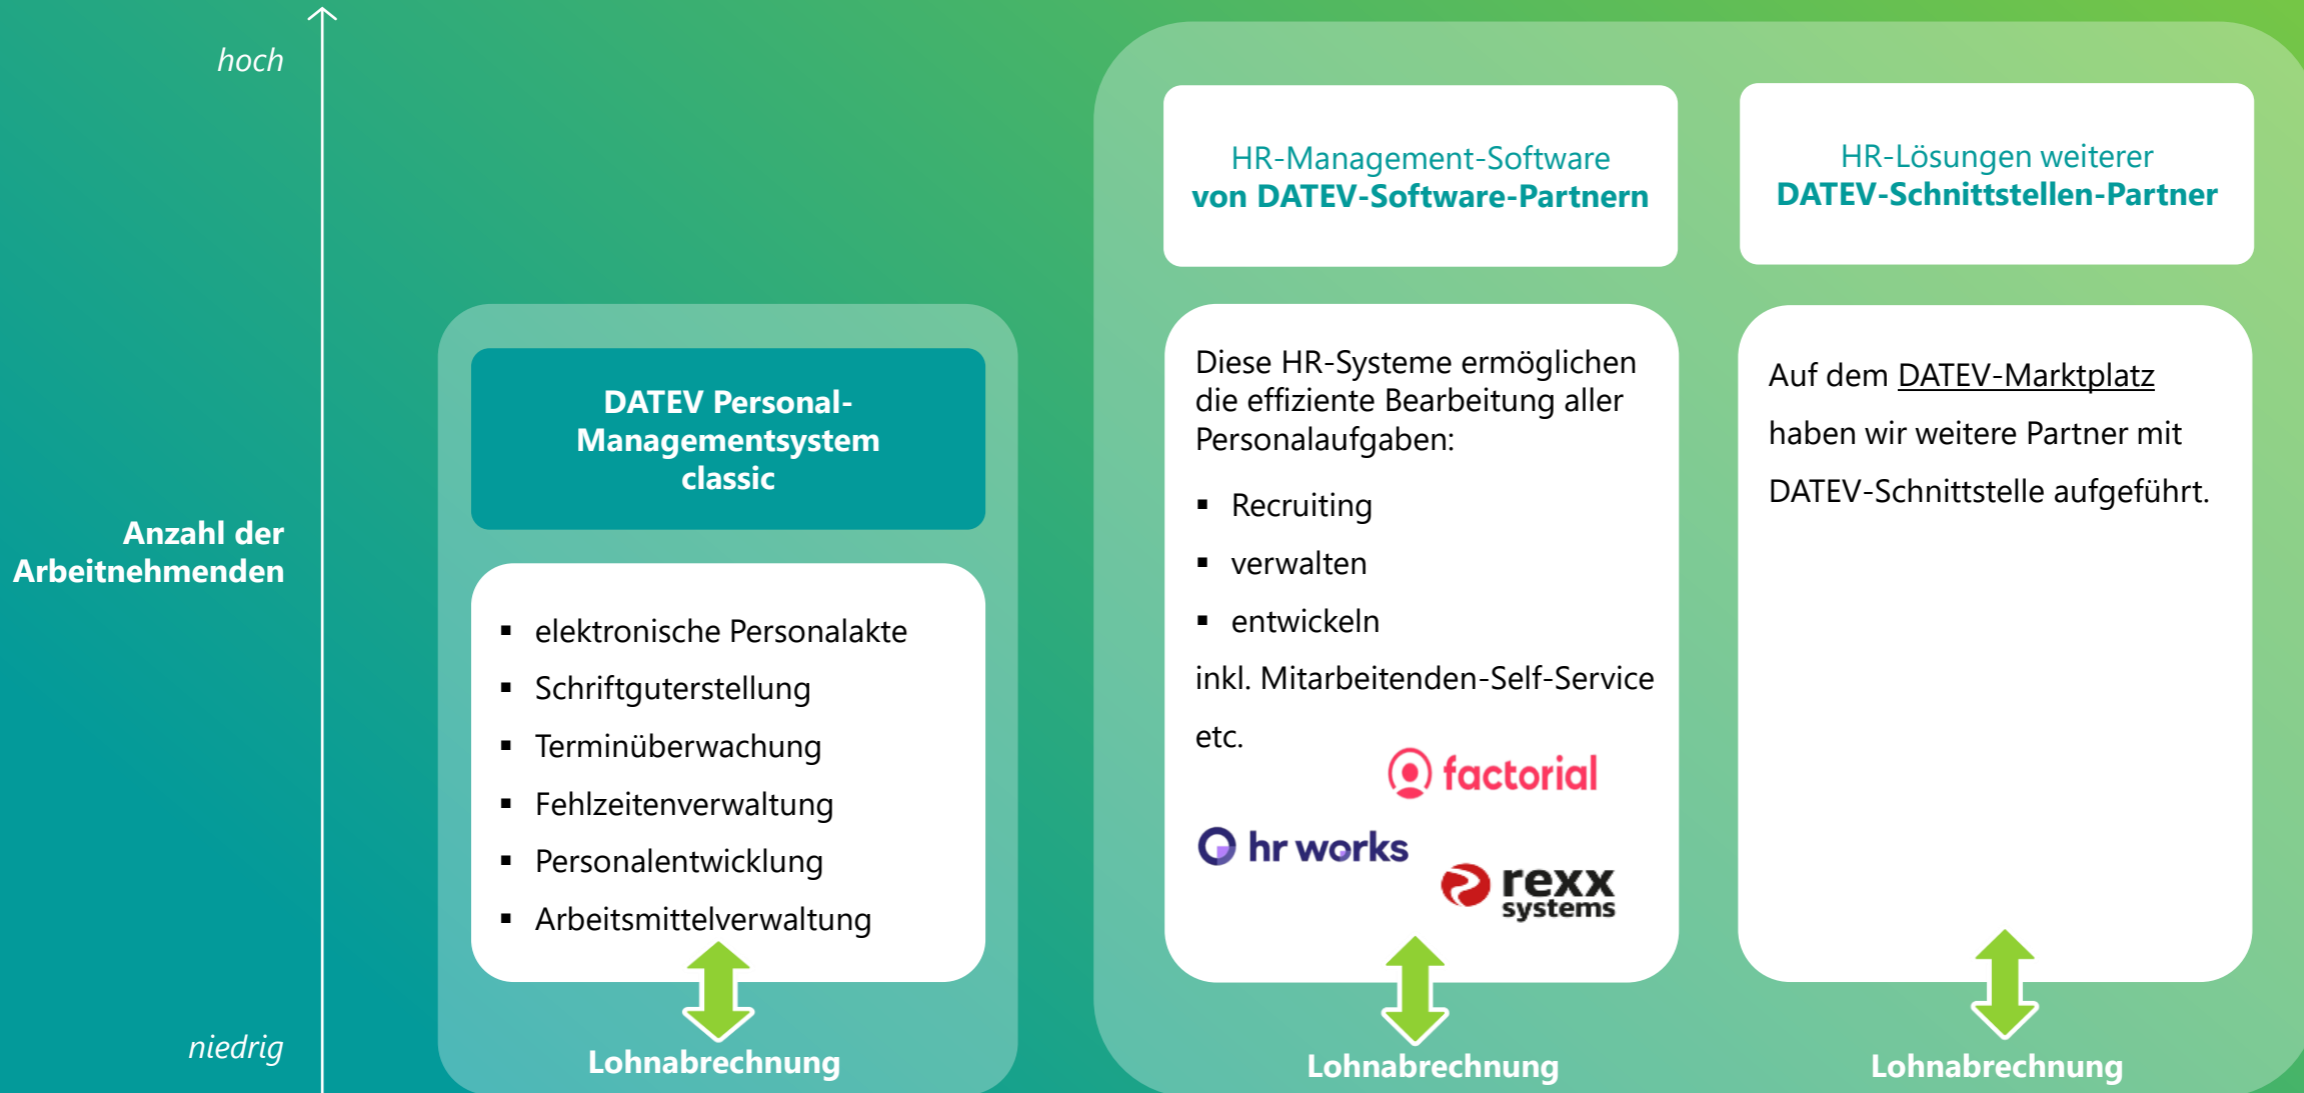 hoch
Anzahl der
Arbeitnehmenden
niedrig
DATEV Personal-
Managementsystem
classic
▪ elektronische Personalakte
▪ Schriftguterstellung
▪ Terminüberwachung
▪ Fehlzeitenverwaltung
▪ Personalentwicklung
▪ Arbeitsmittelverwaltung
Lohnabrechnung
HR-Management-Software
von DATEV-Software-Partnern
Diese HR-Systeme ermöglichen
die effiziente Bearbeitung aller
Personalaufgaben:
▪ Recruiting
▪ verwalten
▪ entwickeln
inkl. Mitarbeitenden-Self-Service
etc.
factorial
hr works
rexx
systems
Lohnabrechnung
HR-Lösungen weiterer
DATEV-Schnittstellen-Partner
Auf dem DATEV-Marktplatz
haben wir weitere Partner mit
DATEV-Schnittstelle aufgeführt.
Lohnabrechnung